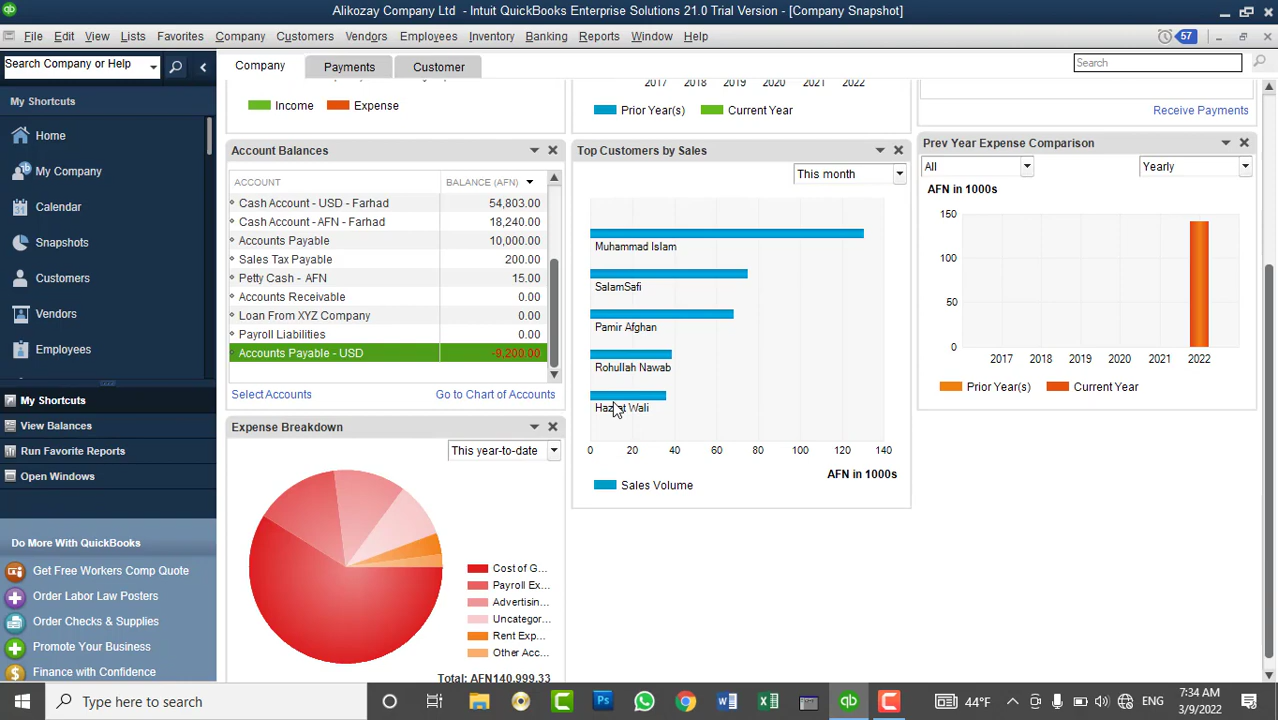 Alikozay Company Ltd - Intuit QuickBooks Enterprise Solutions 21.0 Trial Version - [Company Snapshot]
File Edit View Lists Favorites Company Customers Vendors Employees Inventory Banking Reports Window Help
57
Search Company or Help
Company
Payments
Customer
Search
My Shortcuts
Home
My Company
Calendar
Snapshots
Customers
Vendors
Employees
My Shortcuts
View Balances
Run Favorite Reports
Open Windows
Do More With QuickBooks
Get Free Workers Comp Quote
Order Labor Law Posters
Order Checks & Supplies
Promote Your Business
Finance with Confidence
Income Expense
2017 2018 2019 2020 2021 2022
Prior Year(s) Current Year
Receive Payments
Account Balances
ACCOUNT BALANCE (AFN)
Cash Account - USD - Farhad 54,803.00
Cash Account - AFN - Farhad 18,240.00
Accounts Payable 10,000.00
Sales Tax Payable 200.00
Petty Cash - AFN 15.00
Accounts Receivable 0.00
Loan From XYZ Company 0.00
Payroll Liabilities 0.00
Accounts Payable - USD -9,200.00
Select Accounts Go to Chart of Accounts
Top Customers by Sales
This month
Muhammad Islam
SalamSafi
Pamir Afghan
Rohullah Nawab
Wali
0 20 40 60 80 100 120 140
AFN in 1000s
Sales Volume
Prev Year Expense Comparison
All
Yearly
AFN in 1000s
150
100
50
0
2017 2018 2019 2020 2021 2022
Prior Year(s) Current Year
Expense Breakdown
This year-to-date
Cost of G...
Payroll Ex...
Advertisin...
Uncategor...
Rent Exp...
Other Acc...
Total: AFN140,999.33
Type here to search
44°F
ENG
7:34 AM
3/9/2022